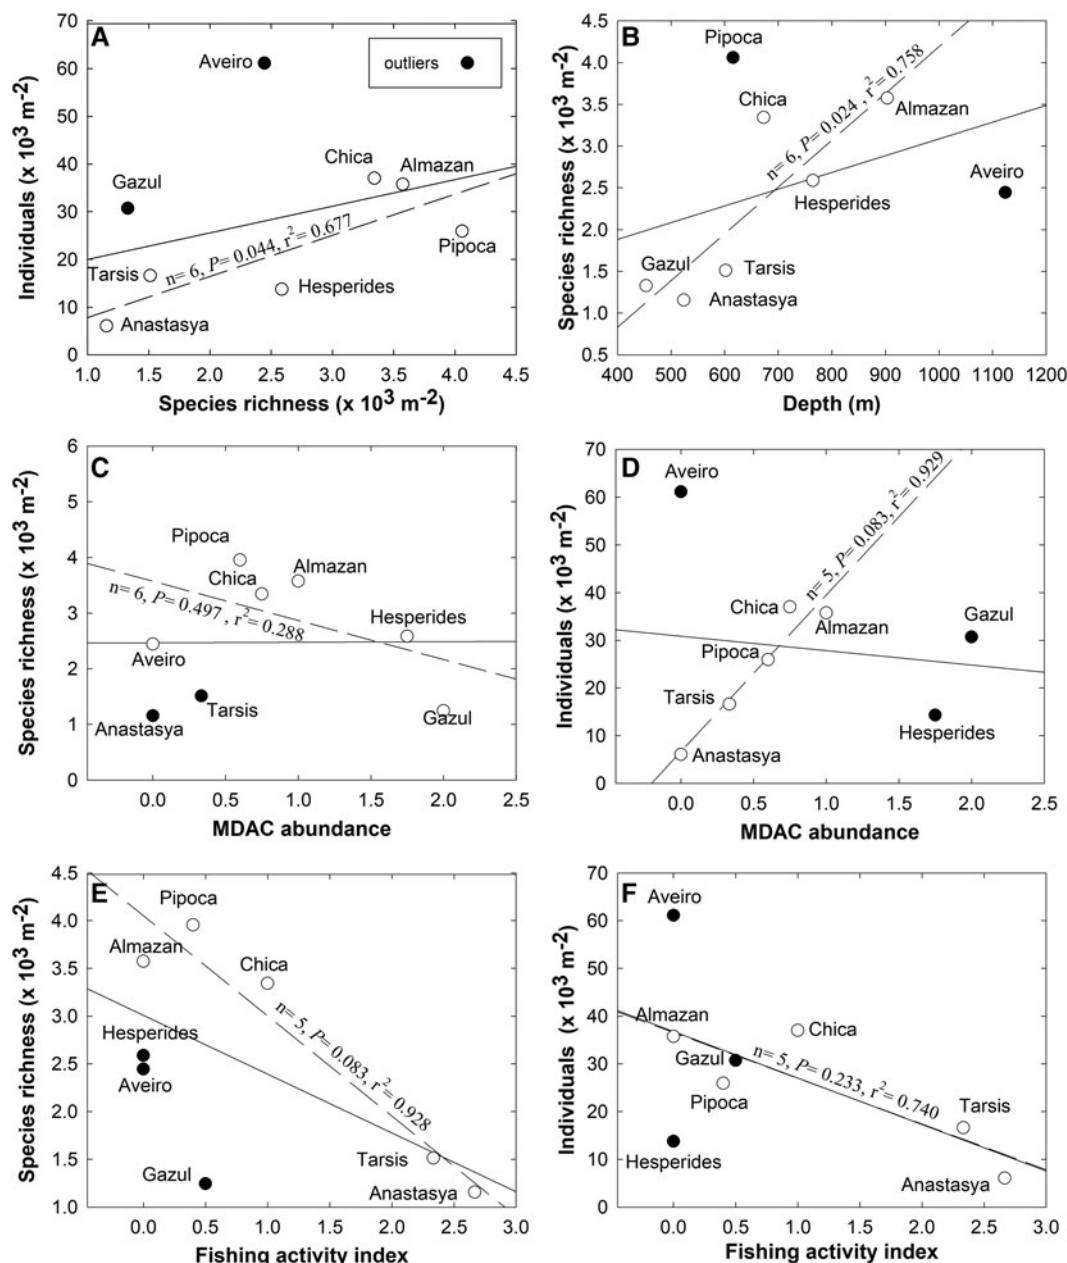 A
outliers
Aveiro
Gazul
Chica
Almazan
Tarsis
Pipoca
Hesperides
Anastasya
n= 6, P= 0.044, r2= 0.677
Individuals (x 103 m-2)
70
60
50
40
30
20
10
0
1.0 1.5 2.0 2.5 3.0 3.5 4.0 4.5
Species richness (x 103 m-2)
B
Pipoca
Chica
Almazan
Aveiro
Hesperides
Gazul
Tarsis
Anastasya
n= 6, P= 0.024 , r2= 0.758
Species richness (x 103 m-2)
4.5
4.0
3.5
3.0
2.5
2.0
1.5
1.0
0.5
400 500 600 700 800 900 1000 1100 1200
Depth (m)
C
Pipoca
Chica
Almazan
Hesperides
Aveiro
Tarsis
Anastasya
Gazul
n= 6, P= 0.497 , r2= 0.288
Species richness (x 103 m-2)
6
5
4
3
2
1
0
0.0 0.5 1.0 1.5 2.0 2.5
MDAC abundance
D
Aveiro
Chica
Almazan
Gazul
Pipoca
Tarsis
Hesperides
Anastasya
n= 5, P= 0.083, r2= 0.929
Individuals (x 103 m-2)
70
60
50
40
30
20
10
0
0.0 0.5 1.0 1.5 2.0 2.5
MDAC abundance
E
Pipoca
Almazan
Chica
Hesperides
Aveiro
Gazul
Tarsis
Anastasya
n= 5, P= 0.083, r2= 0.928
Species richness (x 103 m-2)
4.5
4.0
3.5
3.0
2.5
2.0
1.5
1.0
0.0 0.5 1.0 1.5 2.0 2.5 3.0
Fishing activity index
F
Aveiro
Almazan
Chica
Gazul
Pipoca
Tarsis
Hesperides
Anastasya
n= 5, P= 0.233, r2= 0.740
Individuals (x 103 m-2)
70
60
50
40
30
20
10
0
0.0 0.5 1.0 1.5 2.0 2.5 3.0
Fishing activity index